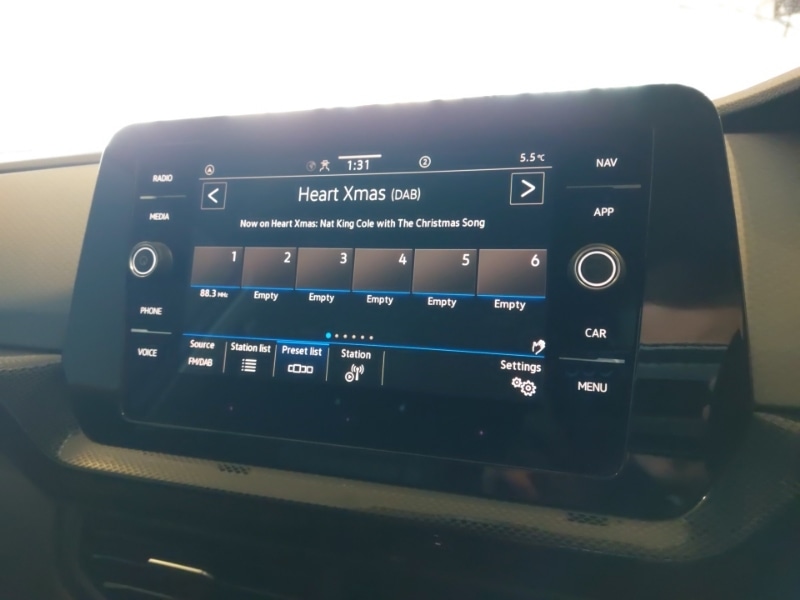 RADIO
MEDIA
PHONE
VOICE
1:31
2
5.5°C
< Heart Xmas (DAB) >
Now on Heart Xmas: Nat King Cole with The Christmas Song
1 2 3 4 5 6
88.3 MHz Empty Empty Empty Empty Empty
Source Station list Preset list Station Settings
FM/DAB
NAV
APP
CAR
MENU